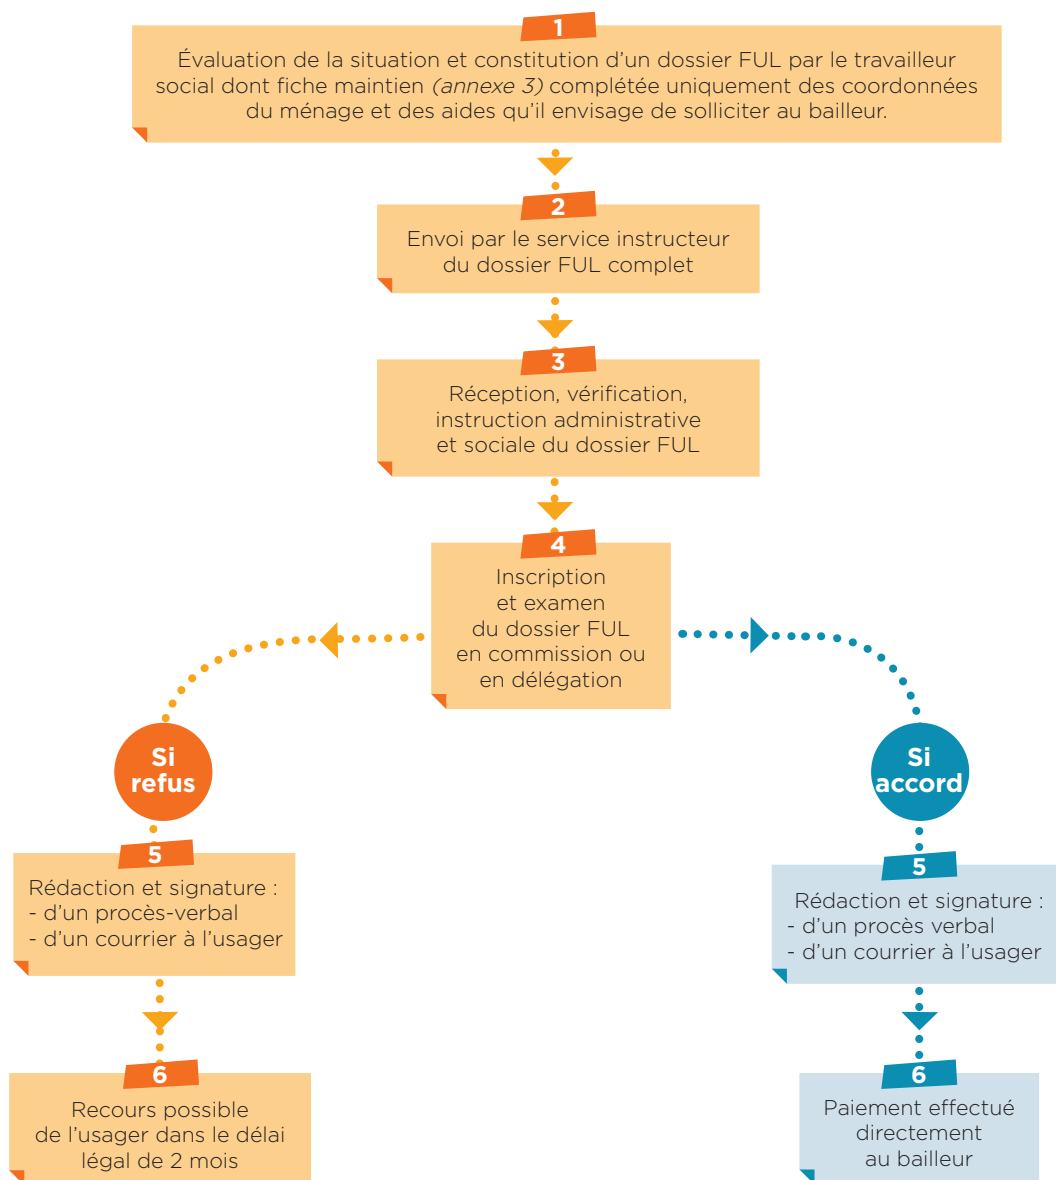 1
Évaluation de la situation et constitution d'un dossier FUL par le travailleur
social dont fiche maintien (annexe 3) complétée uniquement des coordonnées
du ménage et des aides qu'il envisage de solliciter au bailleur.
2
Envoi par le service instructeur
du dossier FUL complet
3
Réception, vérification,
instruction administrative
et sociale du dossier FUL
4
Inscription
et examen
du dossier FUL
en commission ou
en délégation
Si
refus
5
Rédaction et signature :
- d'un procès-verbal
- d'un courrier à l'usager
6
Recours possible
de l'usager dans le délai
légal de 2 mois
Si
accord
5
Rédaction et signature :
- d'un procès verbal
- d'un courrier à l'usager
6
Paiement effectué
directement
au bailleur